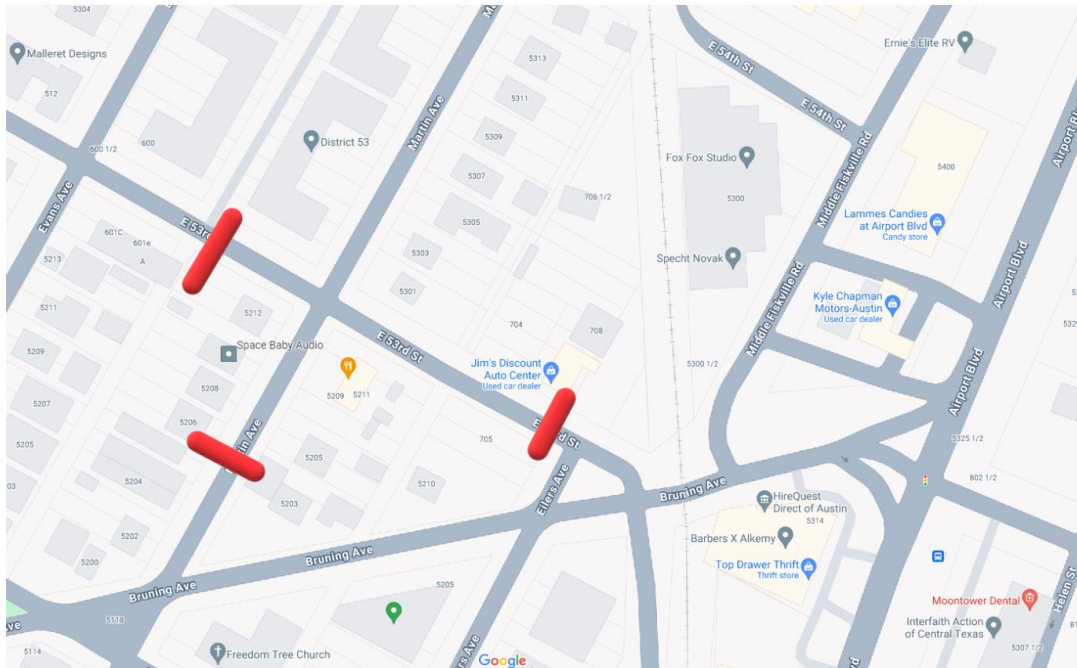 Malleret Designs
512
600 1/2
600
District 53
Martin Ave
5313
5311
5309
5307
5305
5303
5301
706 1/2
704
708
E 54th St
E 54th St
Ernie's Elite RV
Fox Fox Studio
5300
Specht Novak
Middle Fiskville Rd
Middle Fiskville Rd
5400
Lammes Candies
at Airport Blvd
Candy store
Airport Blvd
Airport Blvd
Airport Blvd
Kyle Chapman
Motors-Austin
Used car dealer
Evans Ave
601C
601e
A
5213
5211
5209
5207
5205
5212
Space Baby Audio
5208
5206
5204
5202
5200
5209
5211
E 53rd St
Jim's Discount
Auto Center
Used car dealer
5300 1/2
705
5205
5203
5210
Eilers Ave
Bruning Ave
Bruning Ave
Bruning Ave
5325 1/2
802 1/2
HireQuest
Direct of Austin
5314
Barbers X Alkemy
Top Drawer Thrift
Thrift store
5118
5114
5205
Freedom Tree Church
Google
Moontower Dental
Interfaith Action
of Central Texas
5307 1/2
Helen St